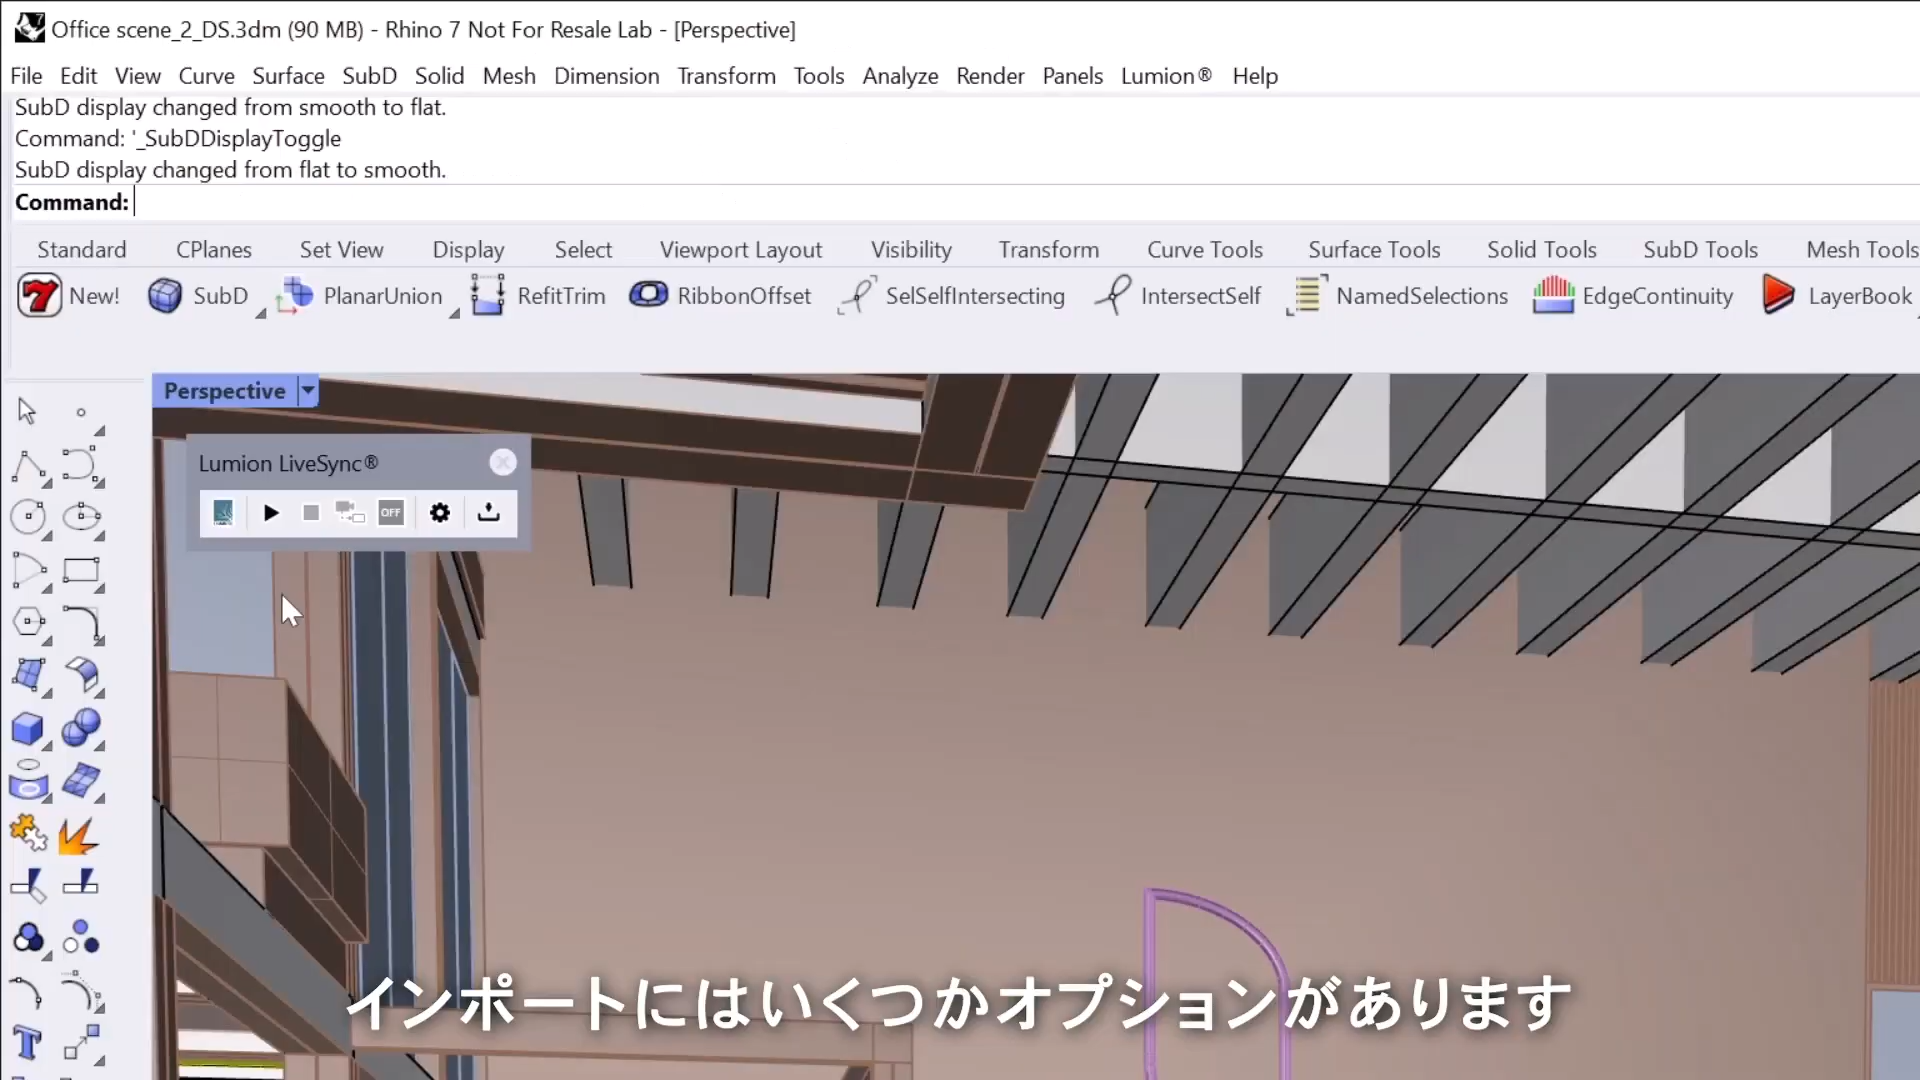 Office scene_2_DS.3dm (90 MB) - Rhino 7 Not For Resale Lab - [Perspective]
File Edit View Curve Surface SubD Solid Mesh Dimension Transform Tools Analyze Render Panels Lumion® Help
SubD display changed from smooth to flat.
Command: '_SubDDisplayToggle
SubD display changed from flat to smooth.
Command:
Standard CPlanes Set View Display Select Viewport Layout Visibility Transform Curve Tools Surface Tools Solid Tools SubD Tools Mesh Tools
7 New! SubD PlanarUnion RefitTrim RibbonOffset SelSelfIntersecting IntersectSelf NamedSelections EdgeContinuity LayerBook
Perspective
Lumion LiveSync®
OFF
インポートにはいくつかオプションがあります